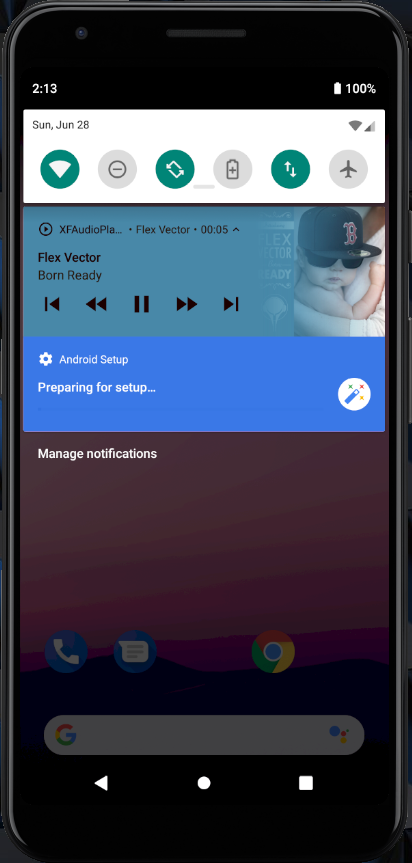 2:13
100%
Sun, Jun 28
XFAudioPla... • Flex Vector • 00:05
Flex Vector
Born Ready
FLEX
VECTOR
READY
B
Android Setup
Preparing for setup...
Manage notifications
G